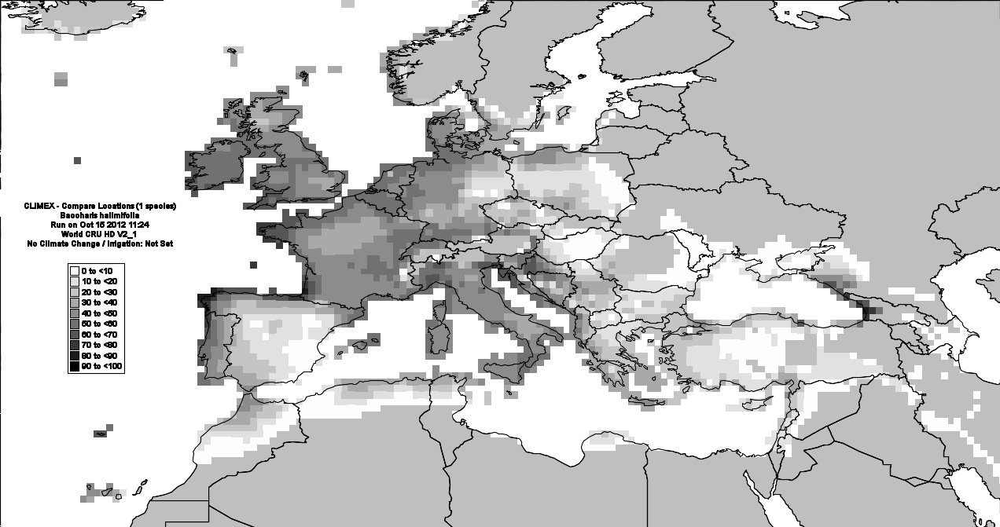 CLIMEX - Compare Locations (1 species)
Baccharis halimifolia
Run on Oct 15 2012 11:24
World CRU HD V2_1
No Climate Change / Irrigation: Not Set
0 to <10
10 to <20
20 to <30
30 to <40
40 to <50
50 to <60
60 to <70
70 to <80
80 to <90
90 to <100